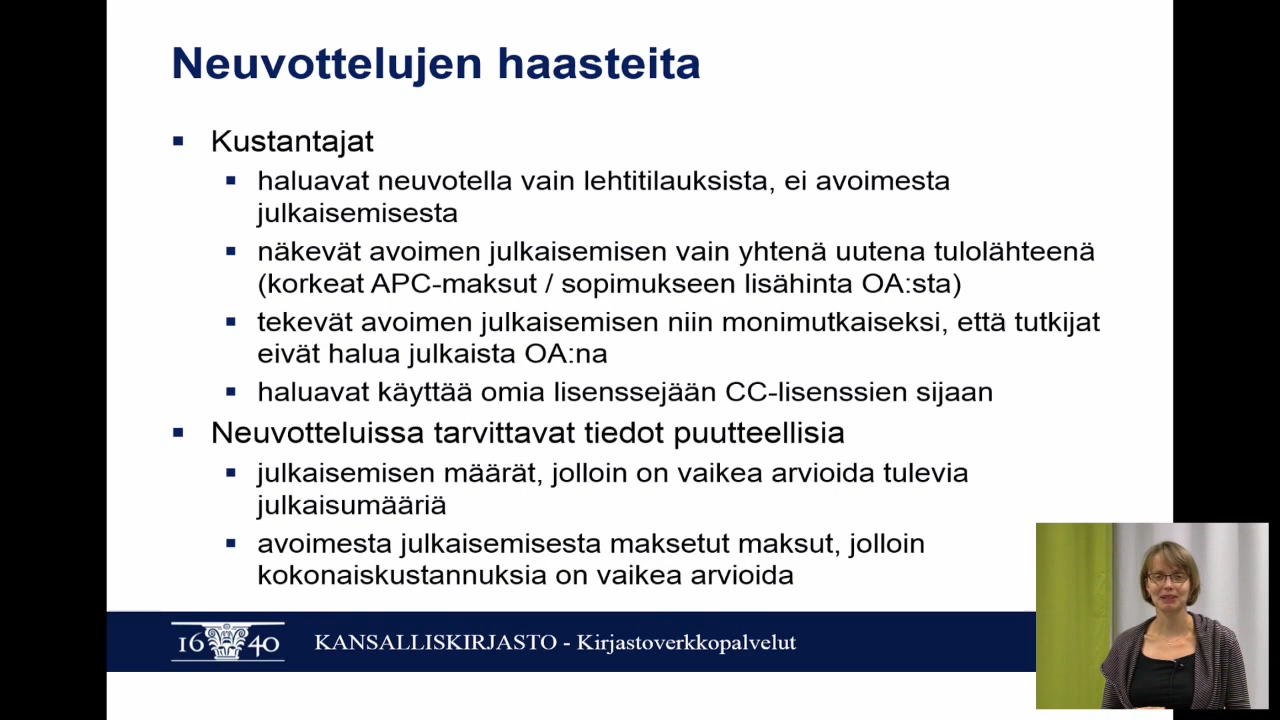 Neuvottelujen haasteita
Kustantajat
haluavat neuvotella vain lehtitilauksista, ei avoimesta
julkaisemisesta
näkevät avoimen julkaisemisen vain yhtenä uutena tulolähteenä
(korkeat APC-maksut / sopimukseen lisähinta OA:sta)
tekevät avoimen julkaisemisen niin monimutkaiseksi, että tutkijat
eivät halua julkaista OA:na
haluavat käyttää omia lisenssejään CC-lisenssien sijaan
Neuvotteluissa tarvittavat tiedot puutteellisia
julkaisemisen määrät, jolloin on vaikea arvioida tulevia
julkaisumääriä
avoimesta julkaisemisesta maksetut maksut, jolloin
kokonaiskustannuksia on vaikea arvioida
1640 KANSALLISKIRJASTO - Kirjastoverkkopalvelut